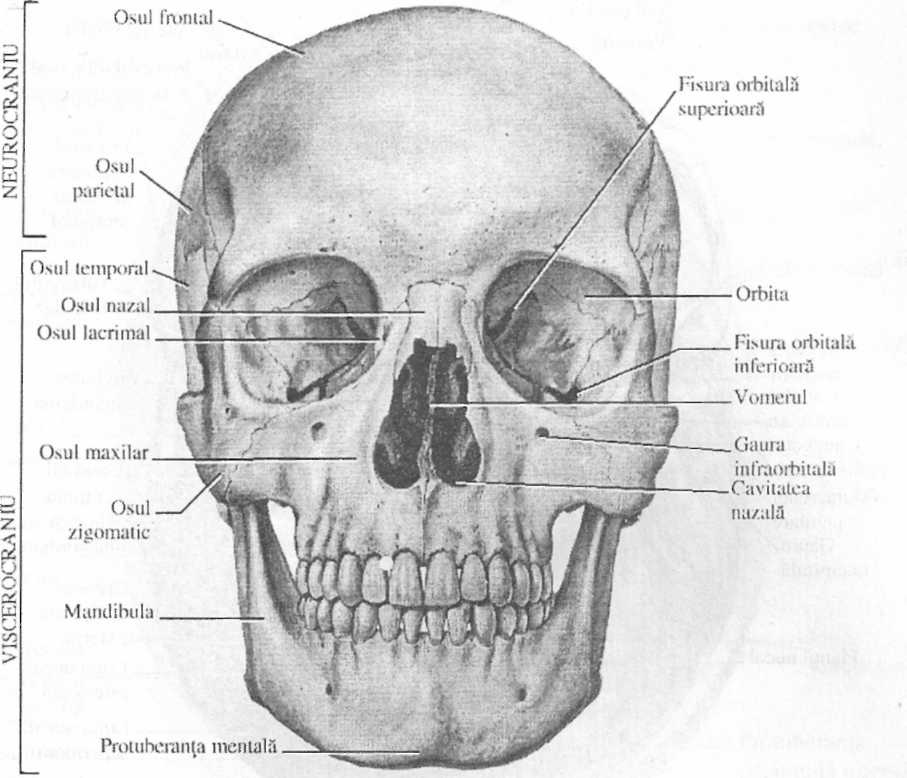 Osul frontal
NEUROCRANIU
Fisura orbitală
superioară
Osul
parietal
Osul temporal
Osul nazal
Osul lacrimal
Orbita
Fisura orbitală
inferioară
Vomerul
Osul maxilar
Gaura
infraorbitală
Cavitatea
nazală
Osul
zigomatic
VISCEROCRANIU
Mandibula
Protuberanța mentală